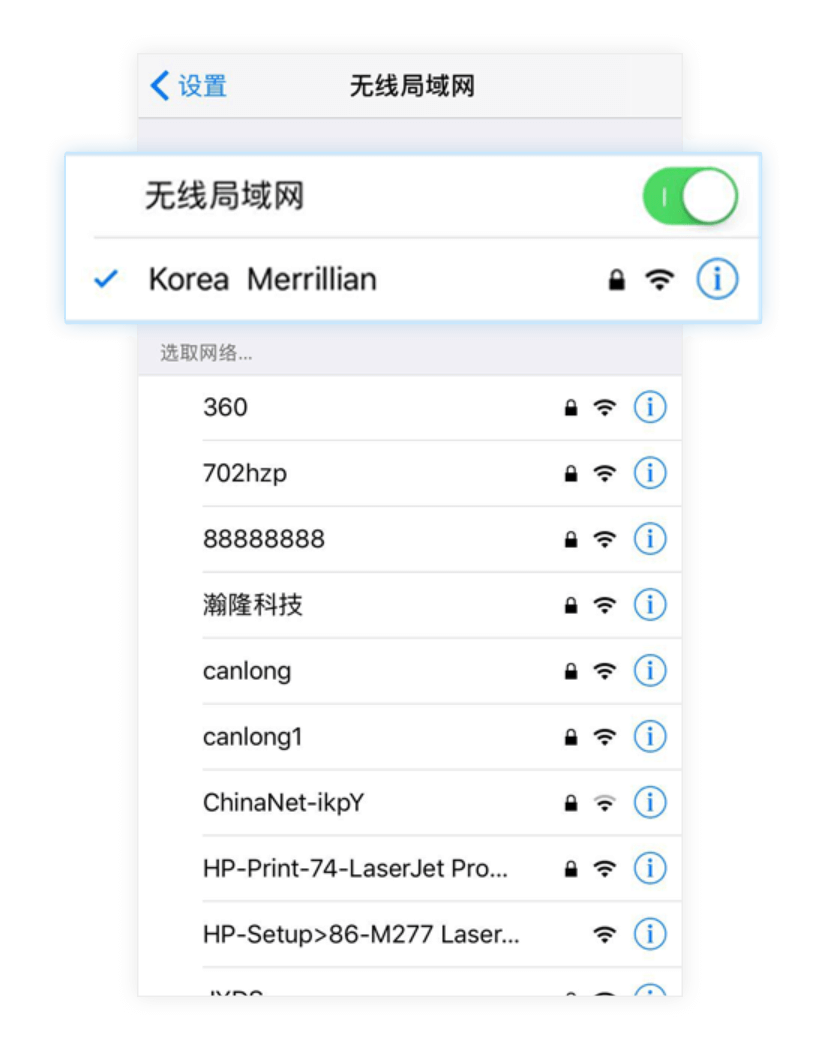 设置 无线局域网
无线局域网
Korea Merrillian
选取网络...
360
702hzp
88888888
瀚隆科技
canlong
canlong1
ChinaNet-ikpY
HP-Print-74-LaserJet Pro...
HP-Setup>86-M277 Laser...